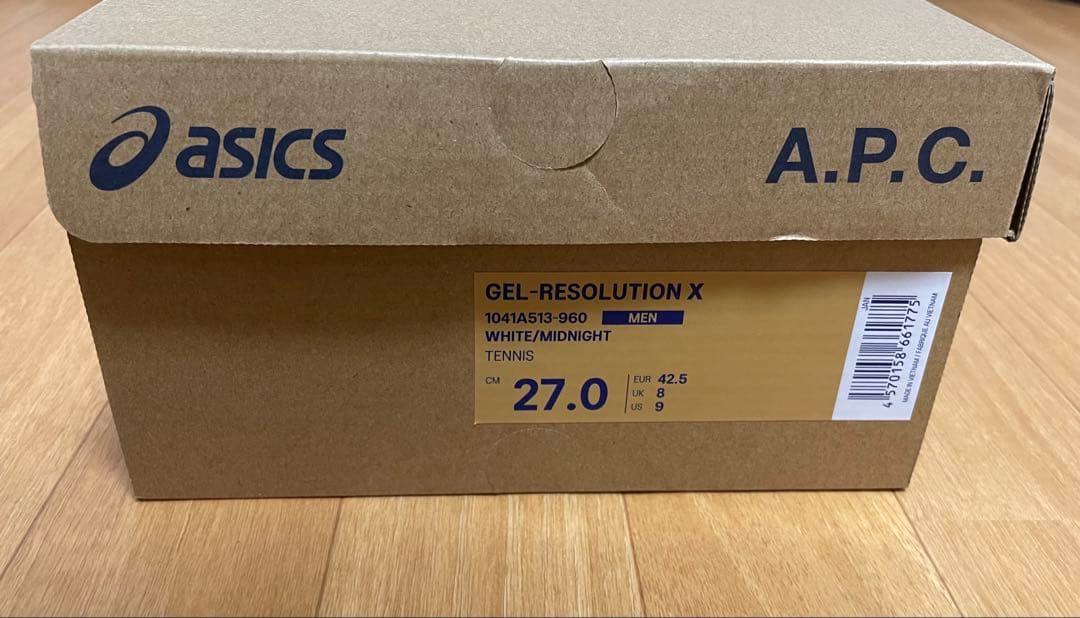 asics
A.P.C.
GEL-RESOLUTION X
1041A513-960 MEN
WHITE/MIDNIGHT
TENNIS
CM 27.0
EUR 42.5
UK 8
US 9
JAN
4 570158 661775
MADE IN VIETNAM / FABRIQUÉ AU VIETNAM